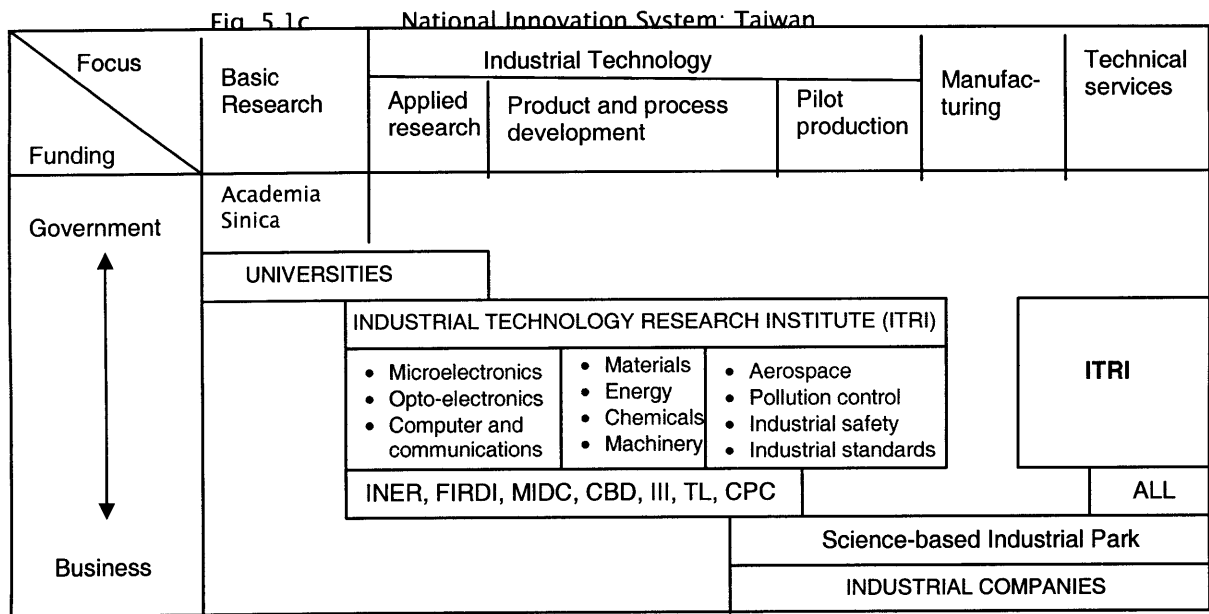 Fig. 5.1c National Innovation System: Taiwan
Focus
Funding
Basic
Research
Industrial Technology
Applied
research
Product and process
development
Pilot
production
Manufac-
turing
Technical
services
Government
Business
Academia
Sinica
UNIVERSITIES
INDUSTRIAL TECHNOLOGY RESEARCH INSTITUTE (ITRI)
• Microelectronics
• Opto-electronics
• Computer and
communications
• Materials
• Energy
• Chemicals
• Machinery
• Aerospace
• Pollution control
• Industrial safety
• Industrial standards
ITRI
INER, FIRDI, MIDC, CBD, III, TL, CPC
ALL
Science-based Industrial Park
INDUSTRIAL COMPANIES